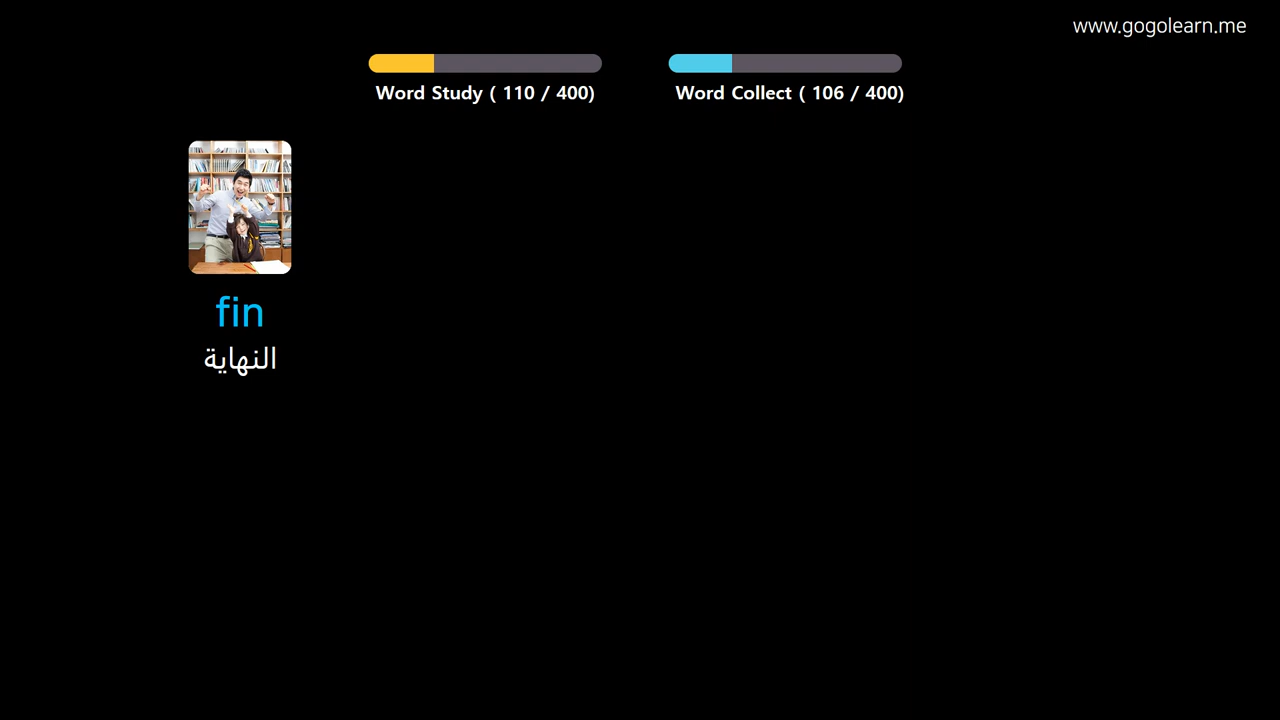 www.gogolearn.me
Word Study ( 110 / 400)
Word Collect ( 106 / 400)
fin
النهاية